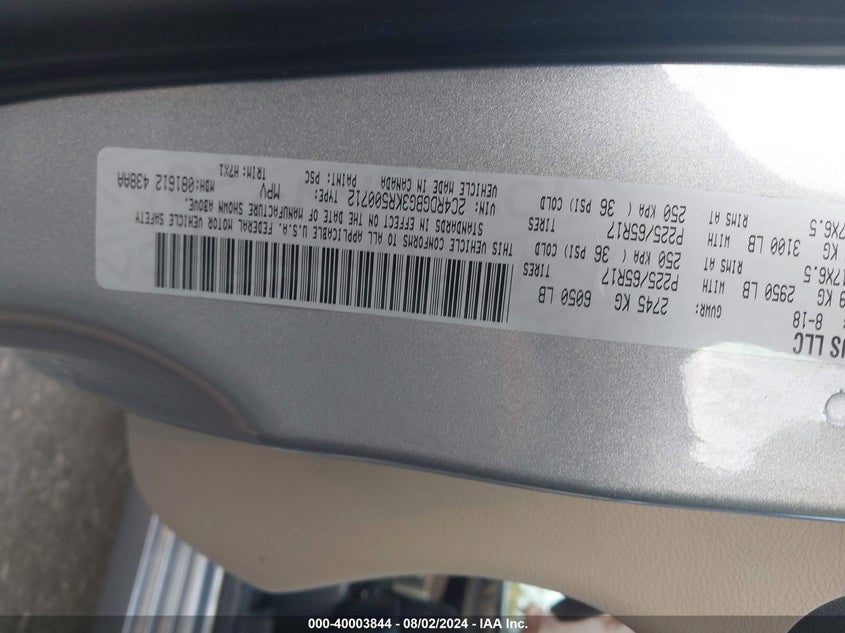 US LLC
8-18 GVWR: 2745 KG 6050 LB
KG 2950 LB WITH P225/65R17 TIRES
17X6.5 RIMS AT 250 KPA ( 36 PSI) COLD
KG 3100 LB WITH P225/65R17 TIRES
7X6.5 RIMS AT 250 KPA ( 36 PSI) COLD
THIS VEHICLE CONFORMS TO ALL APPLICABLE U.S.A. FEDERAL MOTOR VEHICLE SAFETY
STANDARDS IN EFFECT ON THE DATE OF MANUFACTURE SHOWN ABOVE.
VIN: 2C4RDGBG3KR500712 TYPE: MPV MDH:081612 438AA
VEHICLE MADE IN CANADA PAINT: PSC TRIM: H7X1
000-40003844 - 08/02/2024 - IAA Inc.